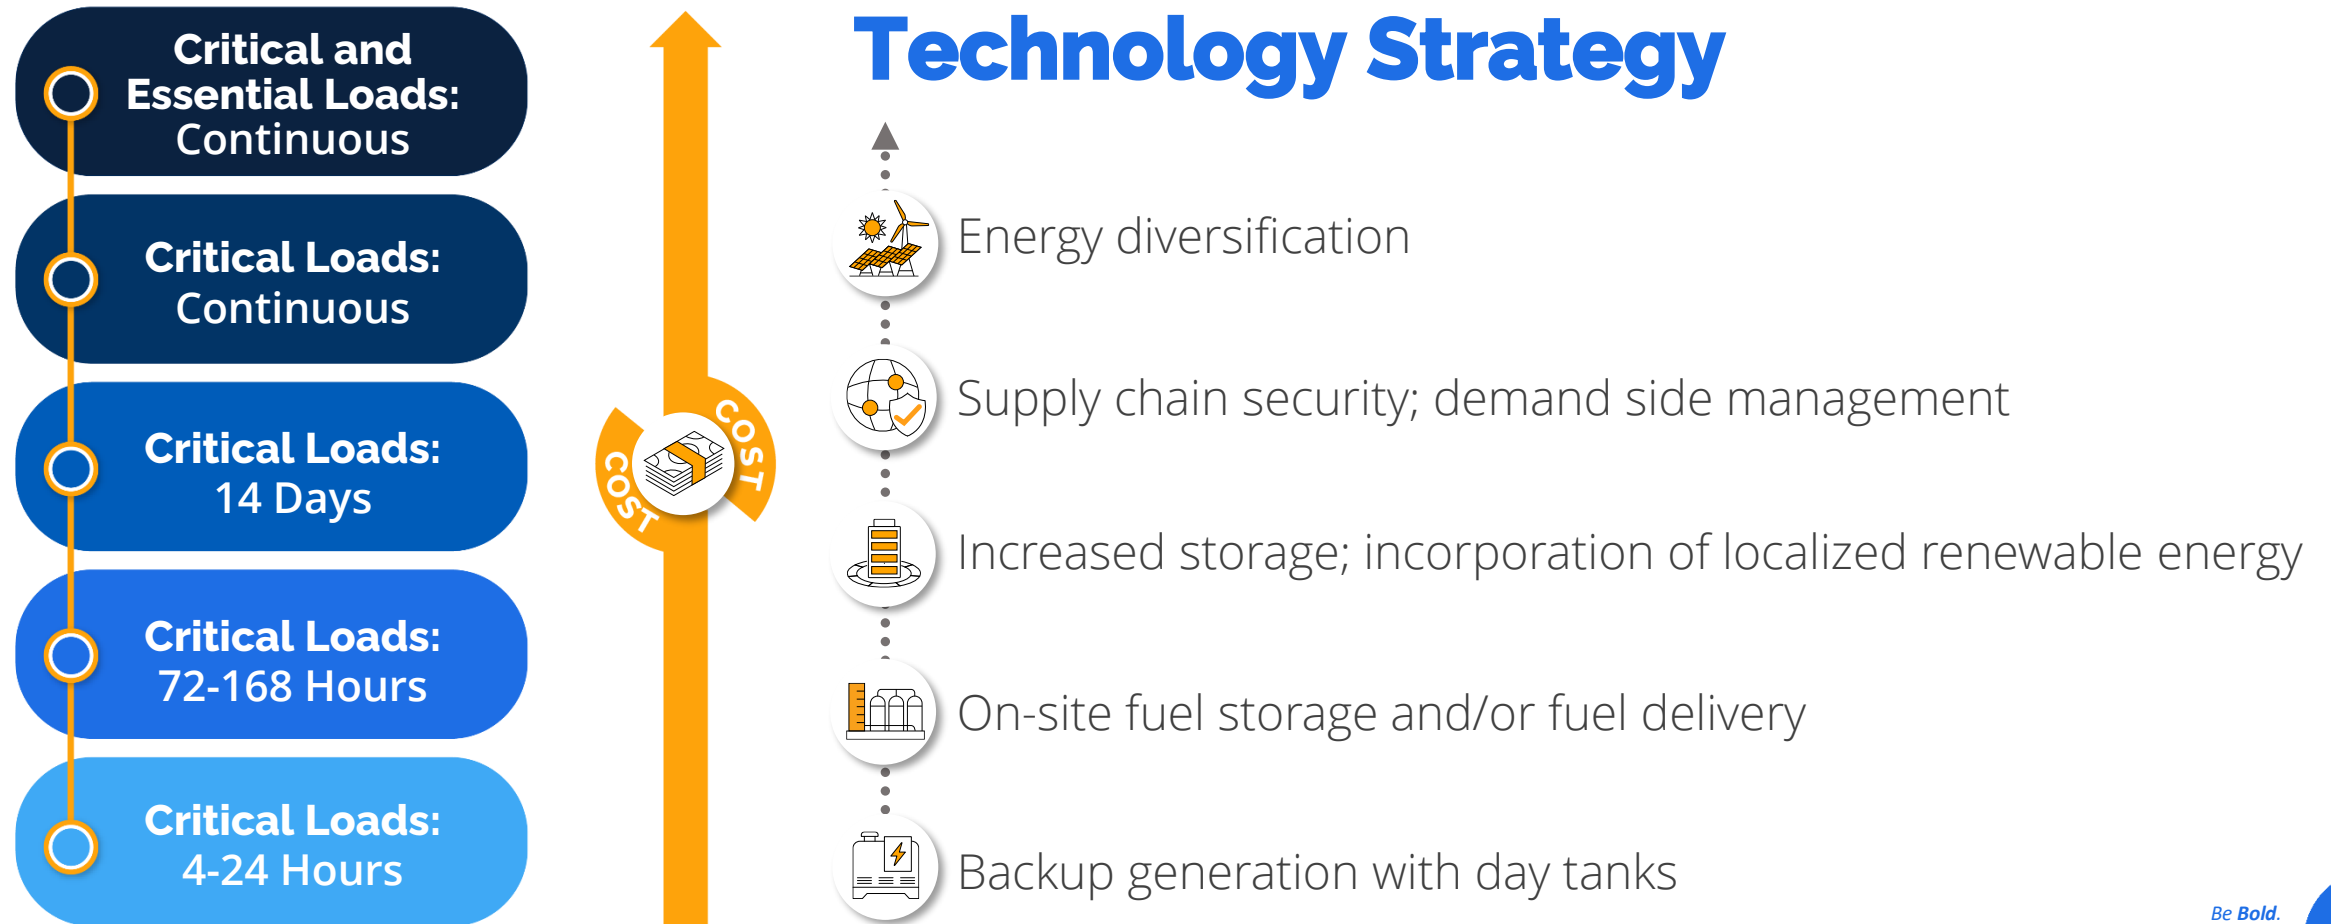 Critical and
Essential Loads:
Continuous
Critical Loads:
Continuous
Critical Loads:
14 Days
Critical Loads:
72-168 Hours
Critical Loads:
4-24 Hours
COST
COST
Technology Strategy
Energy diversification
Supply chain security; demand side management
Increased storage; incorporation of localized renewable energy
On-site fuel storage and/or fuel delivery
Backup generation with day tanks
Be Bold.